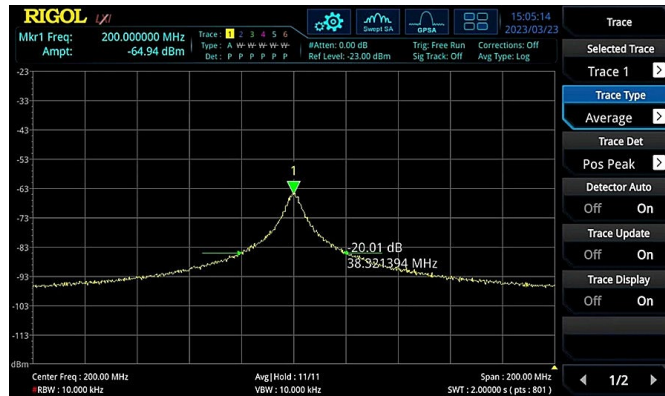 RIGOL LXI
15:05:14
2023/03/23
Mkr1 Freq: 200.000000 MHz
Ampt: -64.94 dBm
Trace : 1 2 3 4 5 6
Type : A W W W W W
Det : P P P P P P
Swept SA
GPSA
#Atten: 0.00 dB Trig: Free Run Corrections: Off
Ref Level: -23.00 dBm Sig Track: Off Avg Type: Log
-23
-33
-43
-53
-63
-73
-83
-93
-103
-113
dBm
1
-20.01 dB
38.321394 MHz
Center Freq : 200.00 MHz Avg|Hold : 11/11 Span : 200.00 MHz
#RBW : 10.000 kHz VBW : 10.000 kHz SWT : 2.00000 s ( pts : 801 )
Trace
Selected Trace
Trace 1 >
Trace Type
Average >
Trace Det
Pos Peak >
Detector Auto
Off On
Trace Update
Off On
Trace Display
Off On
1/2